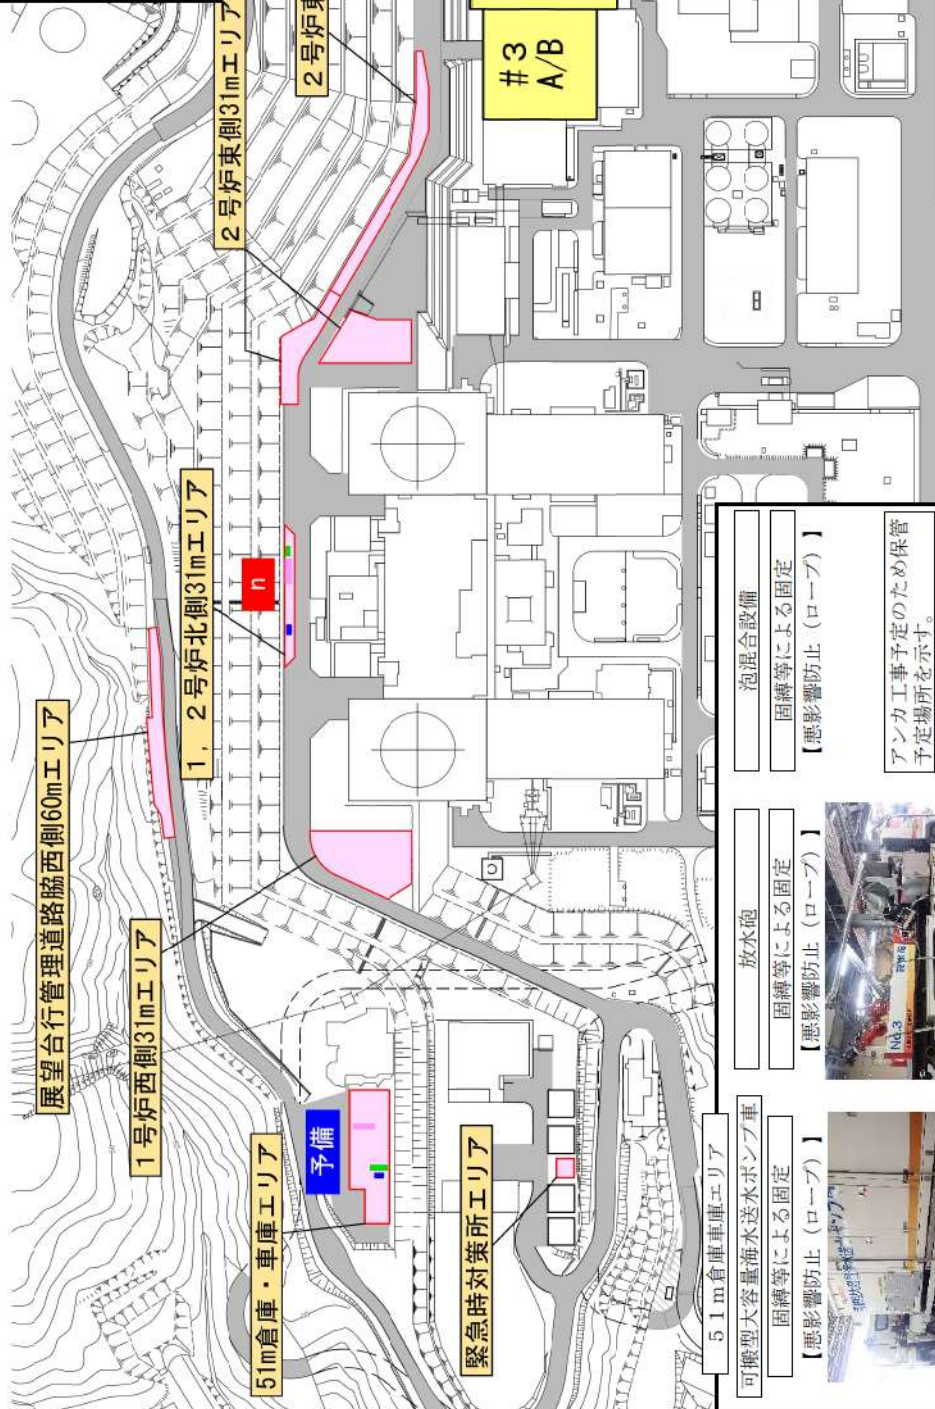 展望台行管理道路脇西側60mエリア
1号炉西側31mエリア
51m倉庫・車庫エリア
予備
緊急時対策所エリア
1，2号炉北側31mエリア
n
2号炉東側31mエリア
2号炉東
#3
A/B
51m倉庫車庫エリア
可搬型大容量海水送水ポンプ車
固縛等による固定
【悪影響防止（ロープ）】
放水砲
固縛等による固定
【悪影響防止（ロープ）】
No.3
泡混合設備
固縛等による固定
【悪影響防止（ロープ）】
アンカ工事予定のため保管
予定場所を示す。